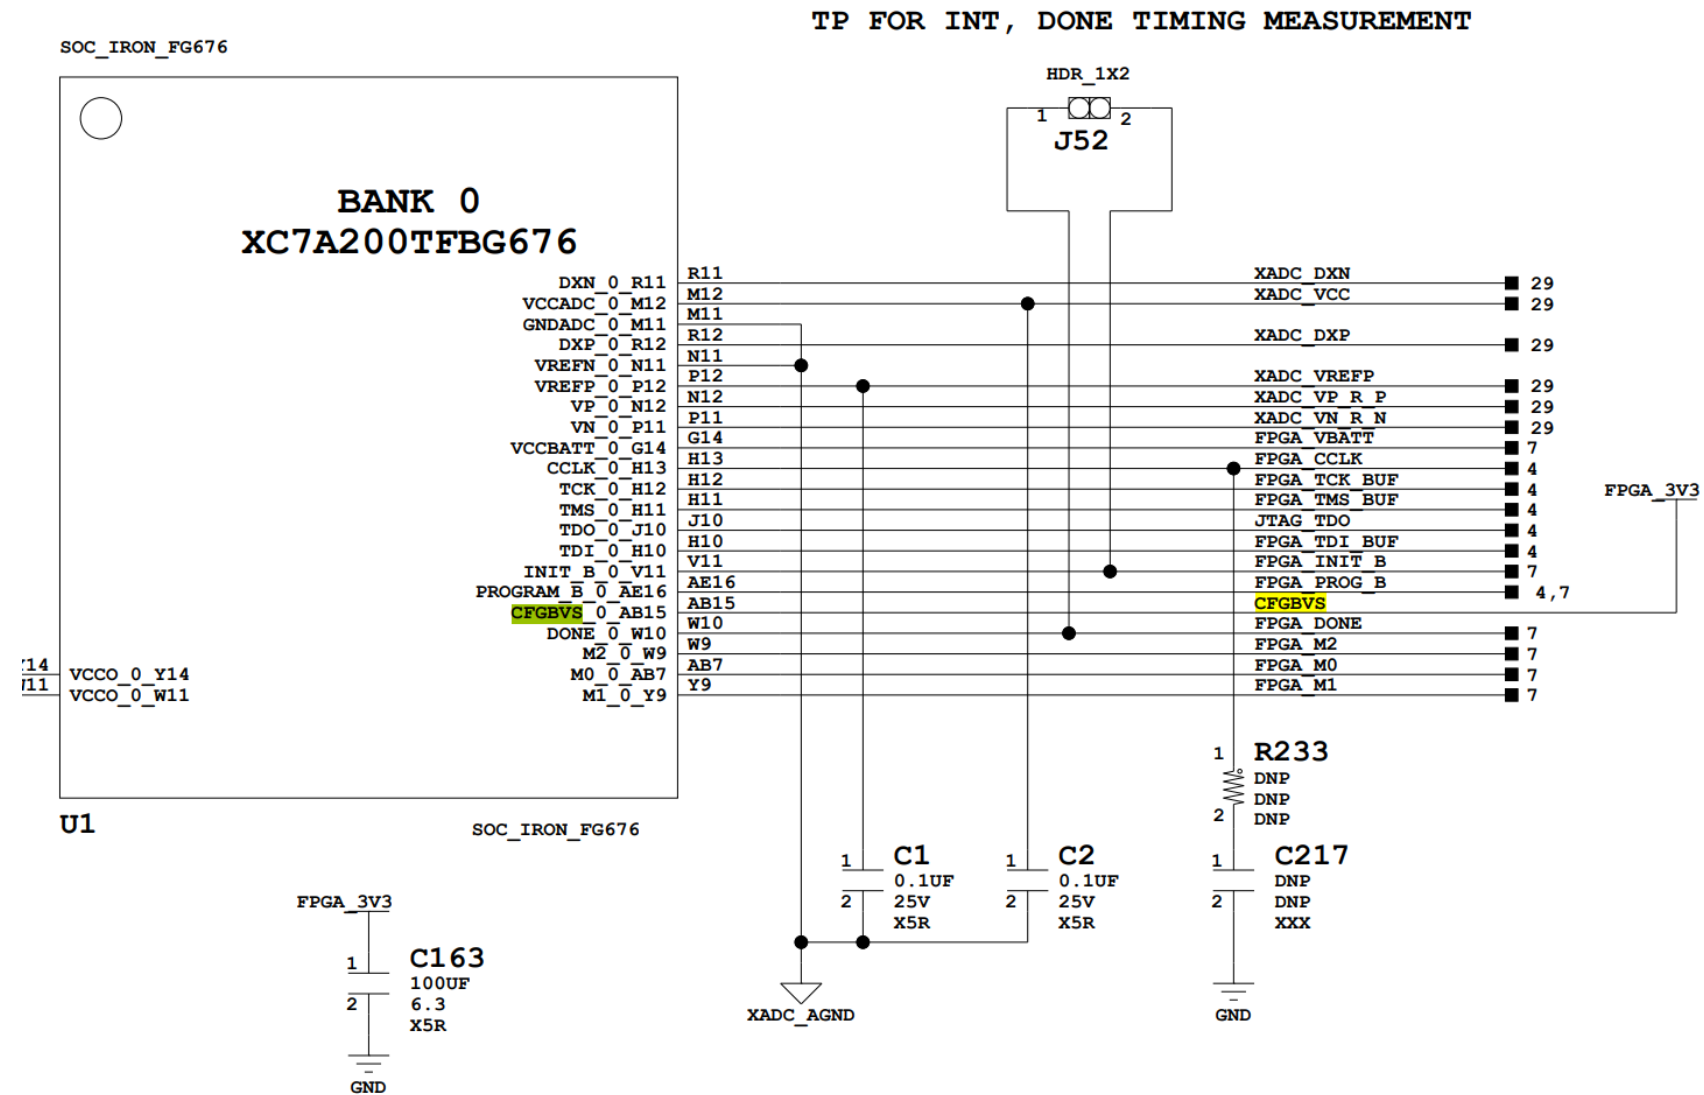 TP FOR INT, DONE TIMING MEASUREMENT
SOC_IRON_FG676
HDR_1X2
1
2
J52
BANK 0
XC7A200TFBG676
DXN_0_R11 R11 XADC_DXN 29
VCCADC_0_M12 M12 XADC_VCC 29
GNDADC_0_M11 M11
DXP_0_R12 R12 XADC_DXP 29
VREFN_0_N11 N11
VREFP_0_P12 P12 XADC_VREFP 29
VP_0_N12 N12 XADC_VP_R_P 29
VN_0_P11 P11 XADC_VN_R_N 29
VCCBATT_0_G14 G14 FPGA_VBATT 7
CCLK_0_H13 H13 FPGA_CCLK 4
TCK_0_H12 H12 FPGA_TCK_BUF 4
FPGA_3V3
TMS_0_H11 H11 FPGA_TMS_BUF 4
TDO_0_J10 J10 JTAG_TDO 4
TDI_0_H10 H10 FPGA_TDI_BUF 4
INIT_B_0_V11 V11 FPGA_INIT_B 7
PROGRAM_B_0_AE16 AE16 FPGA_PROG_B 4,7
CFGBVS_0_AB15 AB15 CFGBVS
DONE_0_W10 W10 FPGA_DONE 7
M2_0_W9 W9 FPGA_M2 7
14 VCCO_0_Y14 M0_0_AB7 AB7 FPGA_M0 7
11 VCCO_0_W11 M1_0_Y9 Y9 FPGA_M1 7
U1
SOC_IRON_FG676
1 R233
DNP
DNP
2 DNP
1 C1
0.1UF
2 25V
X5R
1 C2
0.1UF
2 25V
X5R
1 C217
DNP
2 DNP
XXX
FPGA_3V3
1 C163
100UF
2 6.3
X5R
GND
XADC_AGND
GND